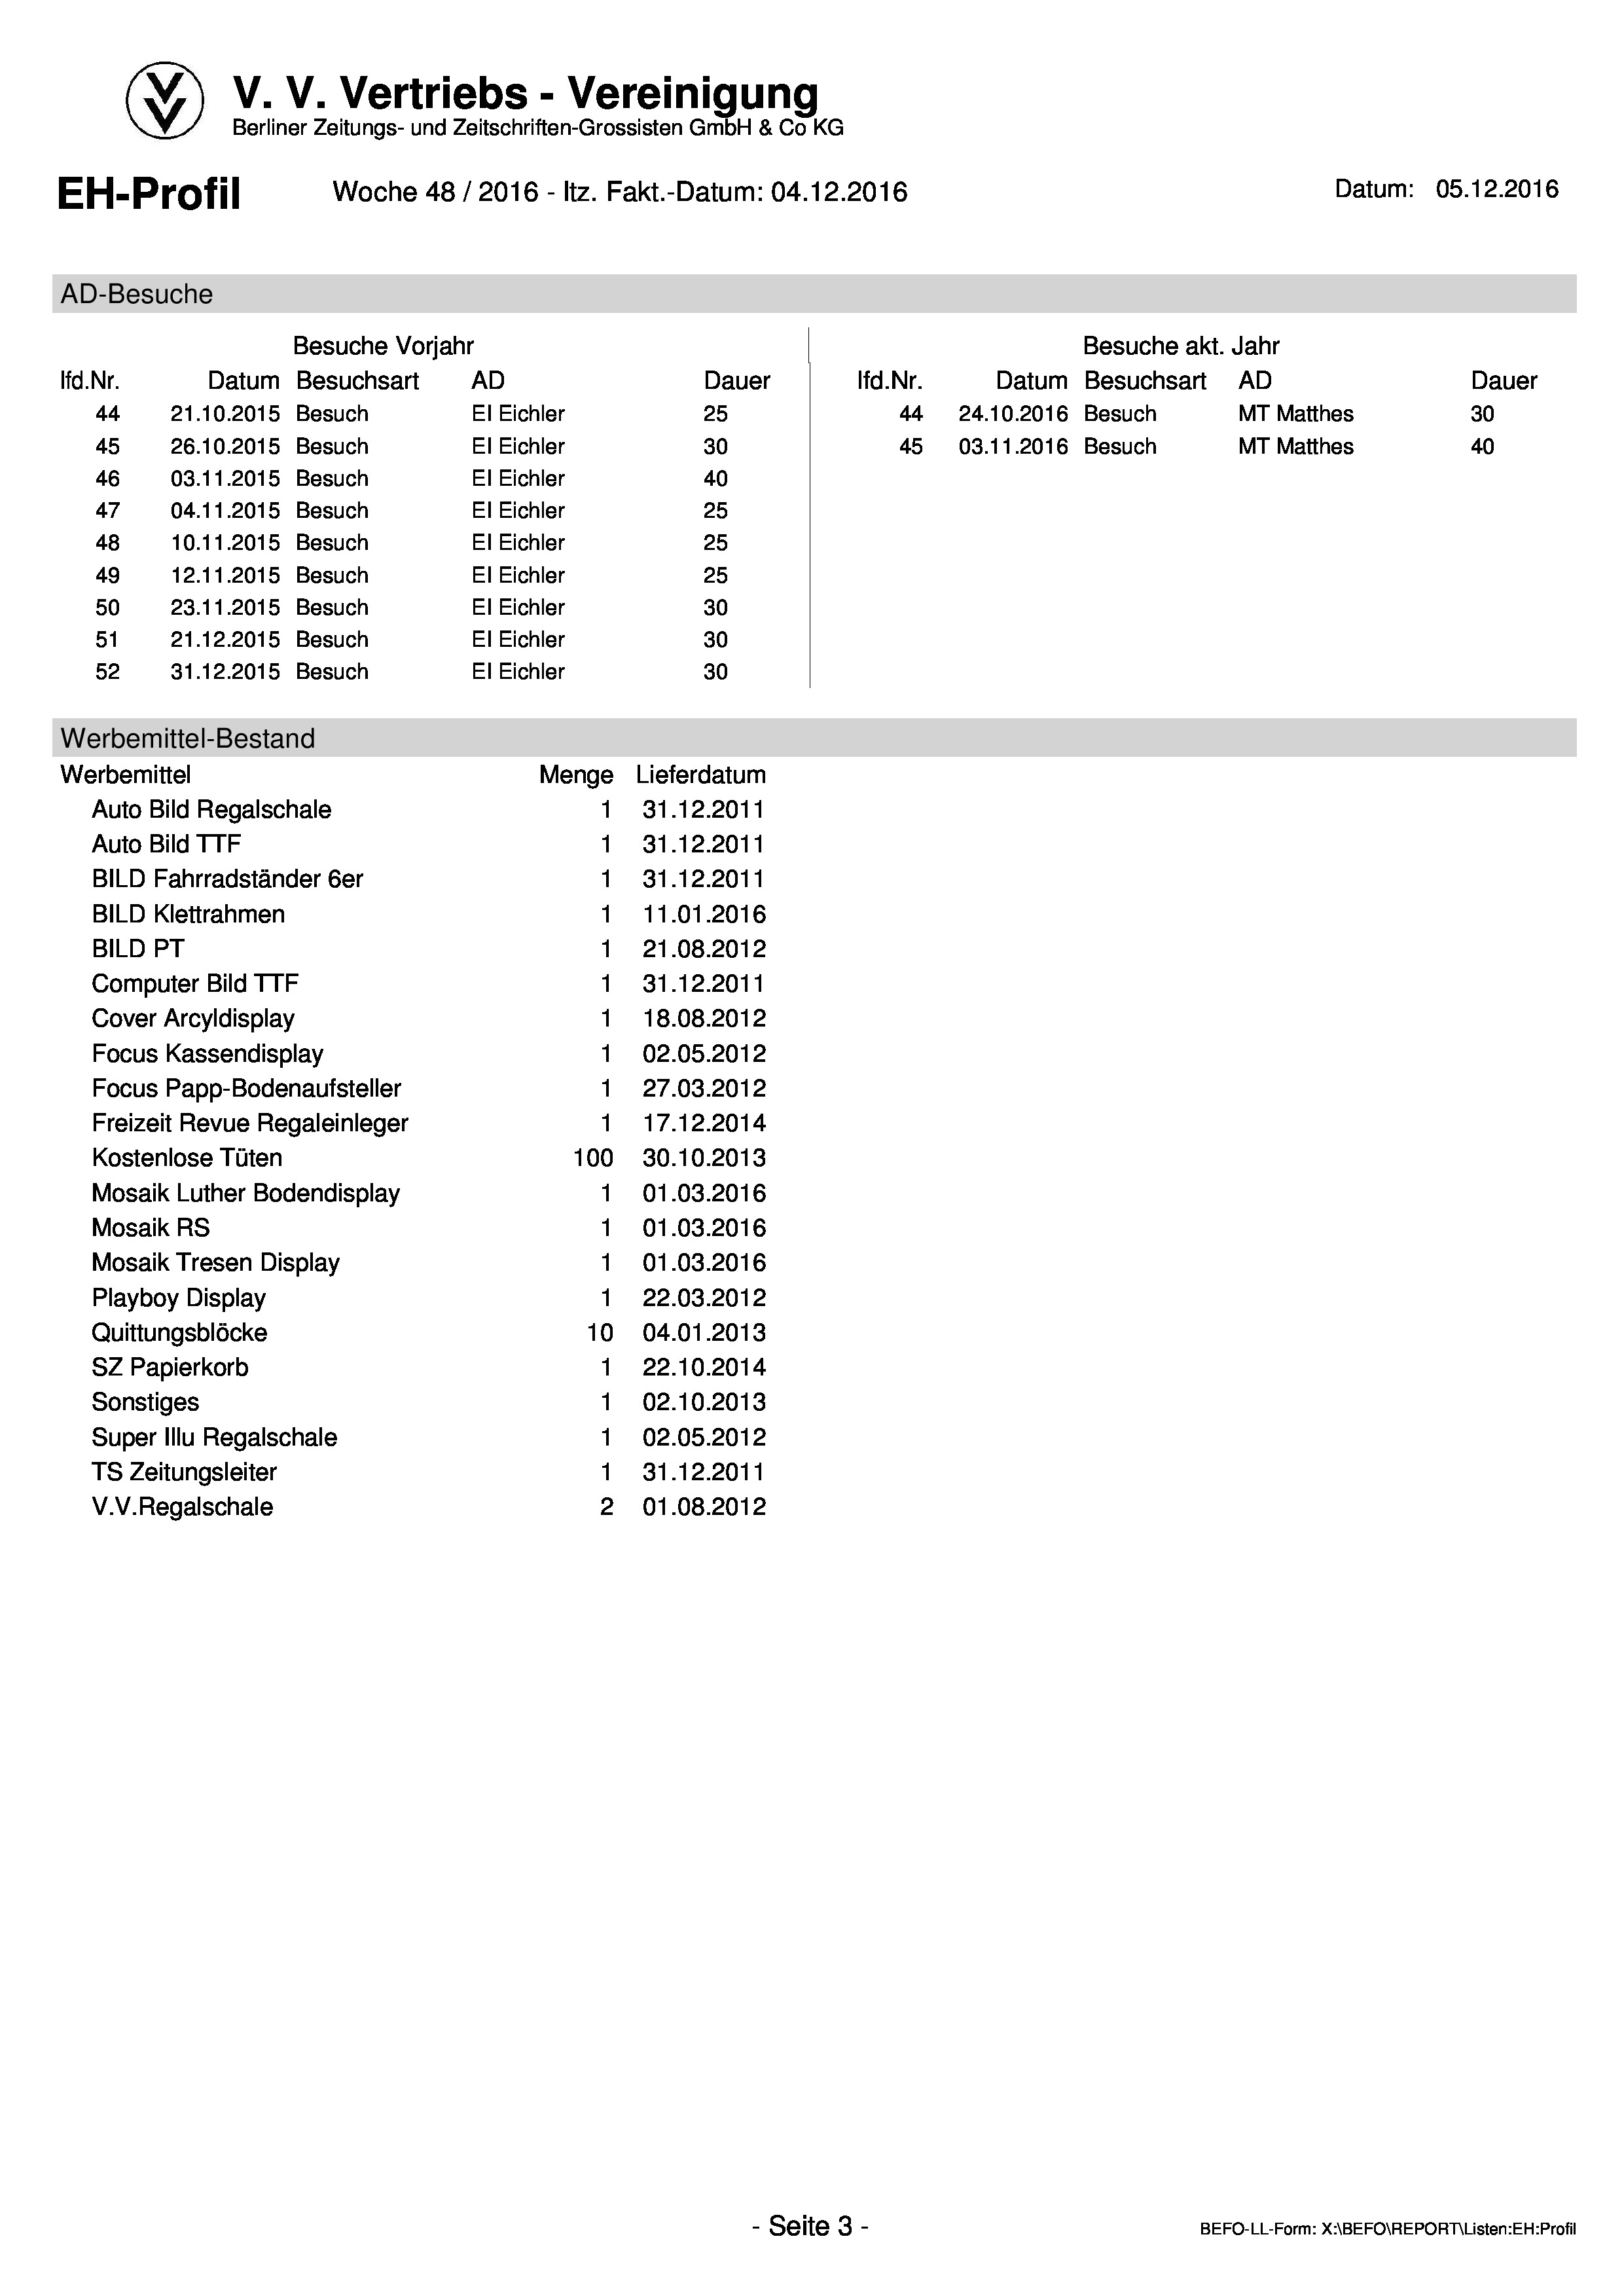 V. V. Vertriebs - Vereinigung
Berliner Zeitungs- und Zeitschriften-Grossisten GmbH & Co KG
EH-Profil Woche 48 / 2016 - ltz. Fakt.-Datum: 04.12.2016 Datum: 05.12.2016
AD-Besuche
Besuche Vorjahr Besuche akt. Jahr
lfd.Nr. Datum Besuchsart AD Dauer lfd.Nr. Datum Besuchsart AD Dauer
44 21.10.2015 Besuch EI Eichler 25 44 24.10.2016 Besuch MT Matthes 30
45 26.10.2015 Besuch EI Eichler 30 45 03.11.2016 Besuch MT Matthes 40
46 03.11.2015 Besuch EI Eichler 40
47 04.11.2015 Besuch EI Eichler 25
48 10.11.2015 Besuch EI Eichler 25
49 12.11.2015 Besuch EI Eichler 25
50 23.11.2015 Besuch EI Eichler 30
51 21.12.2015 Besuch EI Eichler 30
52 31.12.2015 Besuch EI Eichler 30
Werbemittel-Bestand
Werbemittel Menge Lieferdatum
Auto Bild Regalschale 1 31.12.2011
Auto Bild TTF 1 31.12.2011
BILD Fahrradständer 6er 1 31.12.2011
BILD Klettrahmen 1 11.01.2016
BILD PT 1 21.08.2012
Computer Bild TTF 1 31.12.2011
Cover Arcyldisplay 1 18.08.2012
Focus Kassendisplay 1 02.05.2012
Focus Papp-Bodenaufsteller 1 27.03.2012
Freizeit Revue Regaleinleger 1 17.12.2014
Kostenlose Tüten 100 30.10.2013
Mosaik Luther Bodendisplay 1 01.03.2016
Mosaik RS 1 01.03.2016
Mosaik Tresen Display 1 01.03.2016
Playboy Display 1 22.03.2012
Quittungsblöcke 10 04.01.2013
SZ Papierkorb 1 22.10.2014
Sonstiges 1 02.10.2013
Super Illu Regalschale 1 02.05.2012
TS Zeitungsleiter 1 31.12.2011
V.V.Regalschale 2 01.08.2012
- Seite 3 - BEFO-LL-Form: X:\BEFO\REPORT\Listen:EH:Profil